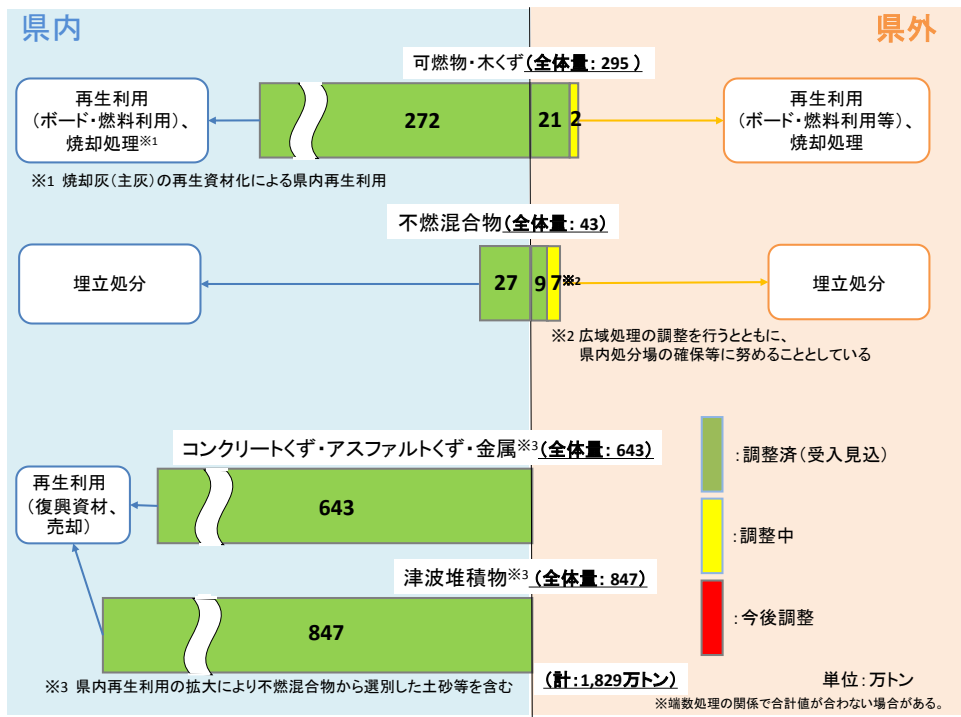 県内
県外
可燃物・木くず(全体量：295 )
再生利用
(ボード・燃料利用)、
焼却処理※1
272
21
2
再生利用
(ボード・燃料利用等)、
焼却処理
※1 焼却灰(主灰)の再生資材化による県内再生利用
不燃混合物(全体量：43)
埋立処分
27
9
7※2
埋立処分
※2 広域処理の調整を行うとともに、
県内処分場の確保等に努めることとしている
コンクリートくず・アスファルトくず・金属※3(全体量：643)
再生利用
(復興資材、
売却)
643
：調整済(受入見込)
：調整中
：今後調整
津波堆積物※3 (全体量：847)
847
※3 県内再生利用の拡大により不燃混合物から選別した土砂等を含む
(計：1,829万トン)
単位：万トン
※端数処理の関係で合計値が合わない場合がある。